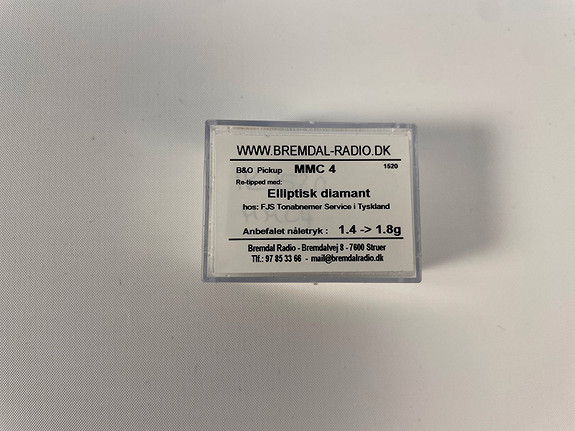 WWW.BREMDAL-RADIO.DK
B&O Pickup MMC 4 1520
Re-tipped med:
Elliptisk diamant
hos: FJS Tonabnemer Service i Tyskland
Anbefalet nåletryk : 1.4 -> 1.8g
Bremdal Radio - Bremdalvej 8 - 7600 Struer
Tlf.: 97 85 33 66 - mail@bremdalradio.dk